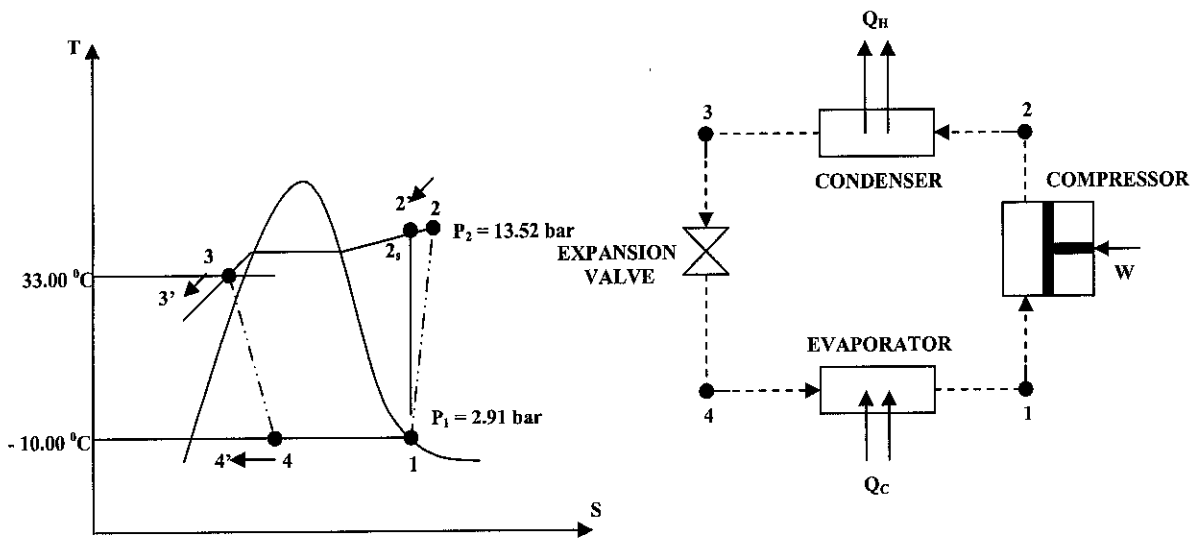 T
2' 2
P₂ = 13.52 bar
2ₛ
3
33.00 ⁰C
3'
P₁ = 2.91 bar
- 10.00 ⁰C
4' 4
1
S
Q_H
3
2
CONDENSER
COMPRESSOR
EXPANSION
VALVE
W
EVAPORATOR
4
1
Q_C